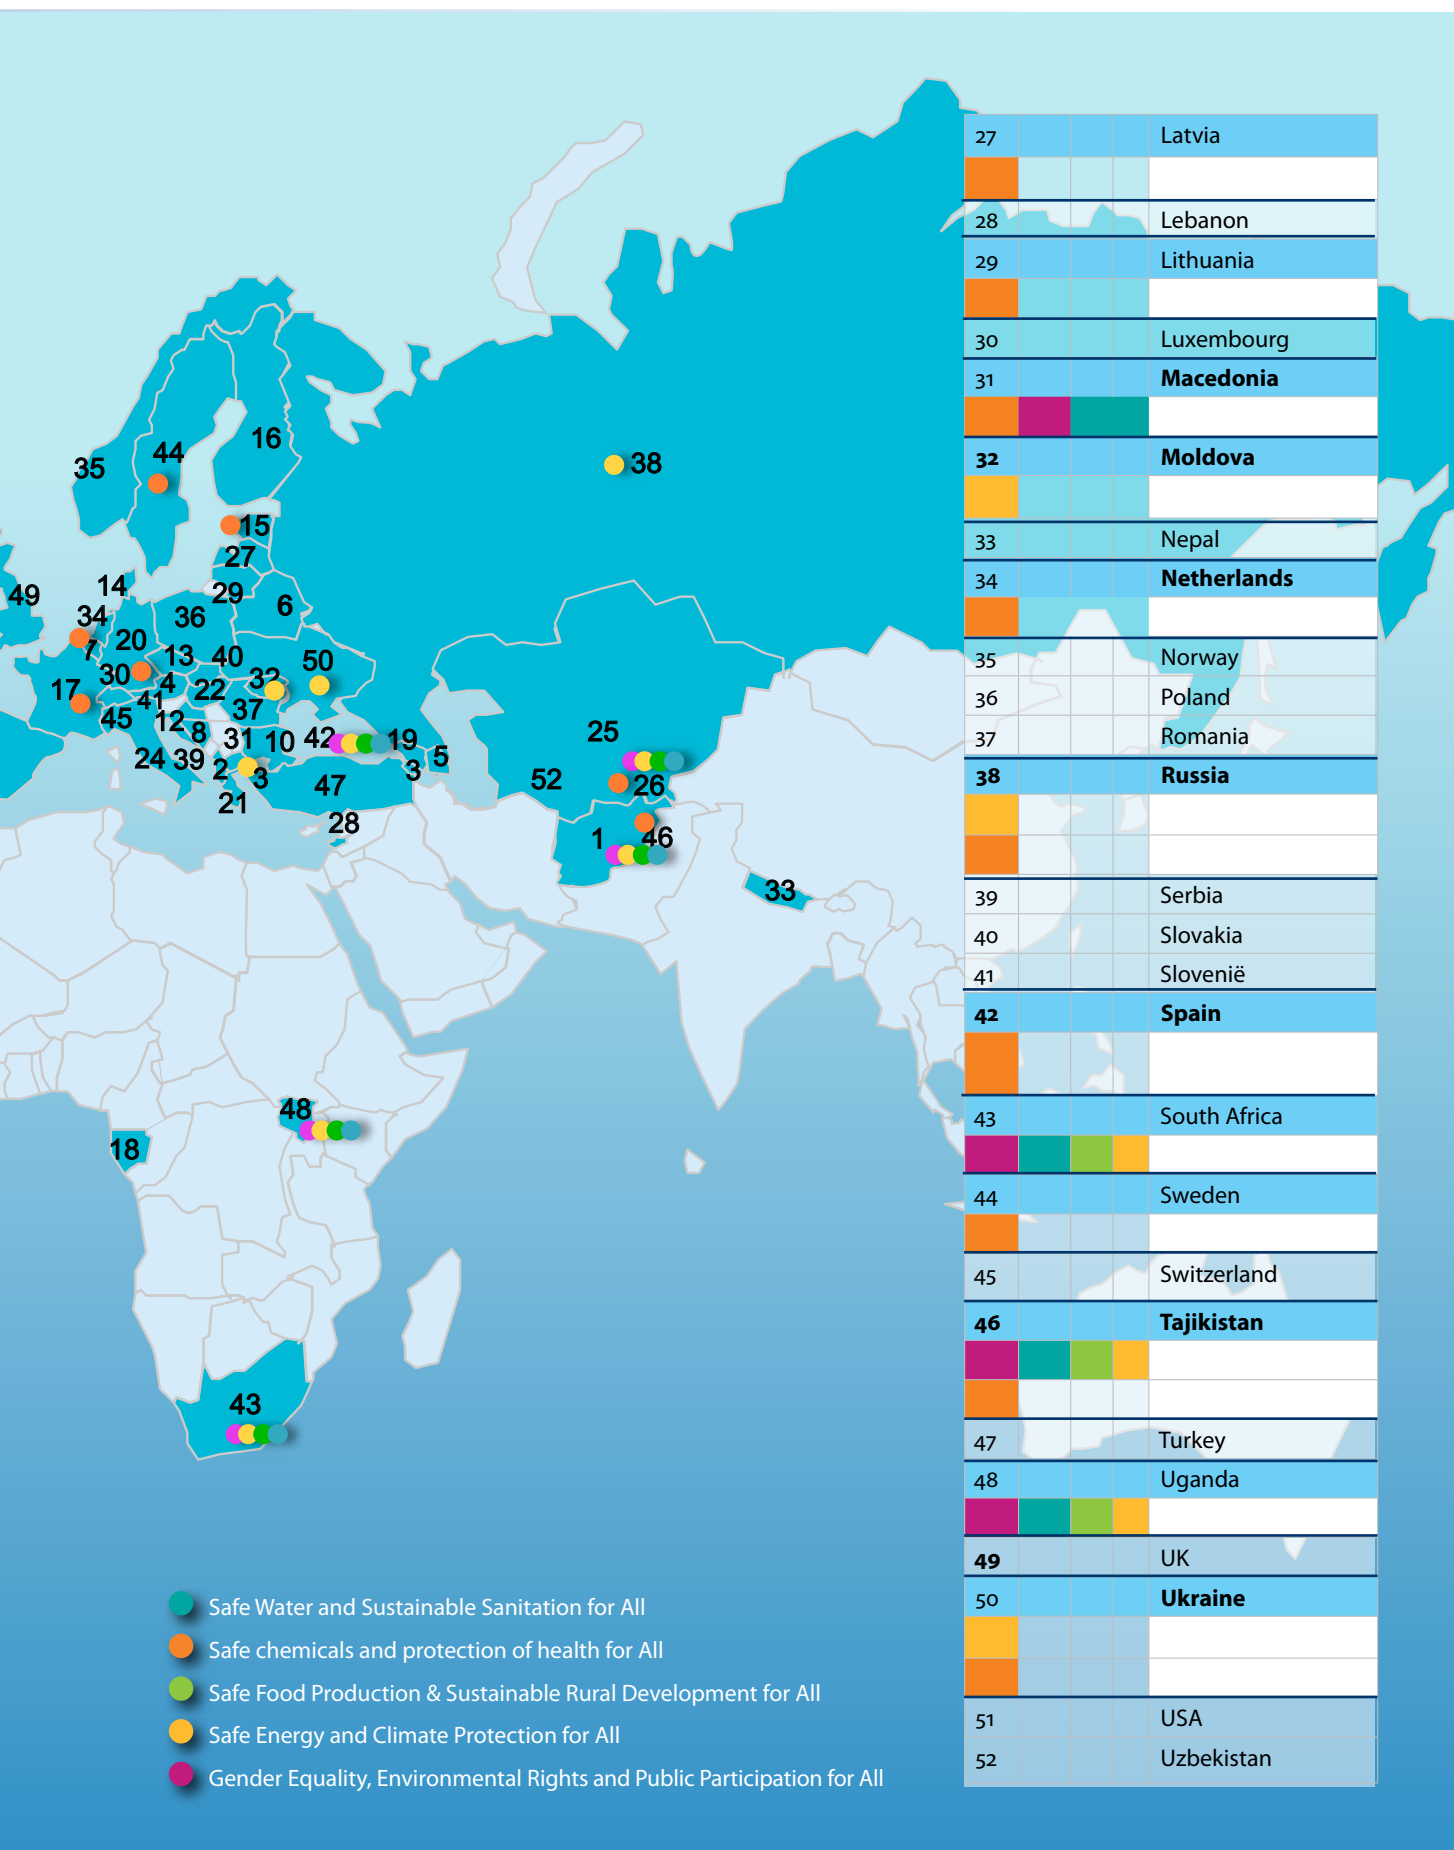 16
44
35
38
15
27
14
29
49
6
34
36
20
7
13
40
50
30
4
32
17
22
41
37
45
12
8
31
10
42
19
25
5
24
39
2
3
3
52
26
47
21
28
1
46
33
48
18
43
27 Latvia
28 Lebanon
29 Lithuania
30 Luxembourg
31 Macedonia
32 Moldova
33 Nepal
34 Netherlands
35 Norway
36 Poland
37 Romania
38 Russia
39 Serbia
40 Slovakia
41 Slovenië
42 Spain
43 South Africa
44 Sweden
45 Switzerland
46 Tajikistan
47 Turkey
48 Uganda
49 UK
50 Ukraine
51 USA
52 Uzbekistan
Safe Water and Sustainable Sanitation for All
Safe chemicals and protection of health for All
Safe Food Production & Sustainable Rural Development for All
Safe Energy and Climate Protection for All
Gender Equality, Environmental Rights and Public Participation for All